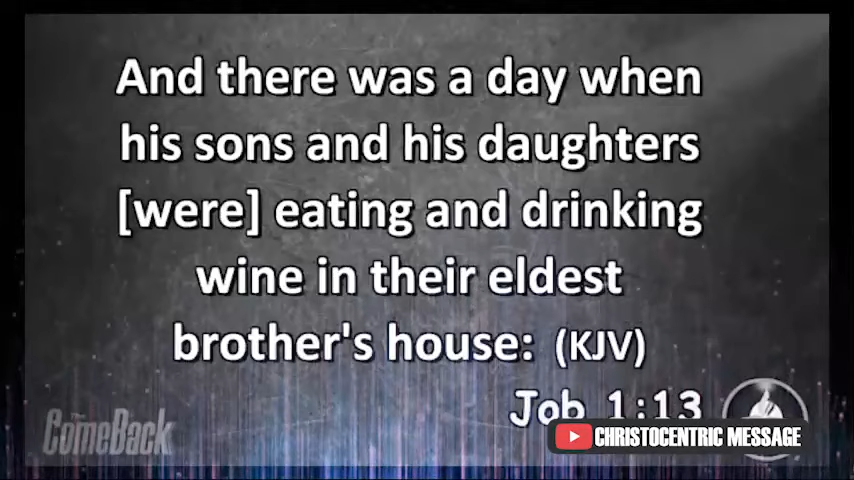 And there was a day when
his sons and his daughters
[were] eating and drinking
wine in their eldest
brother's house: (KJV)
Job 1:13
The
ComeBack
CHRISTOCENTRIC MESSAGE